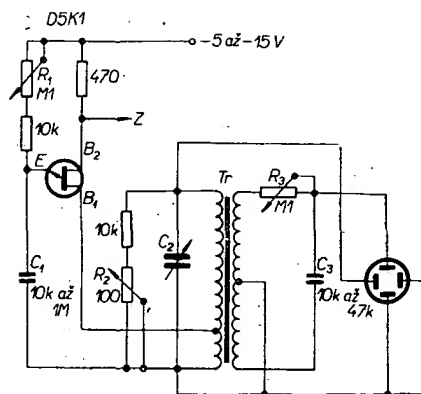 D5K1
-5 až -15 V
R1
M1
470
10k
Z
E
B2
B1
Tr
R3
M1
10k
C2
C1
10k až
1M
R2
100
C3
10k až
47k